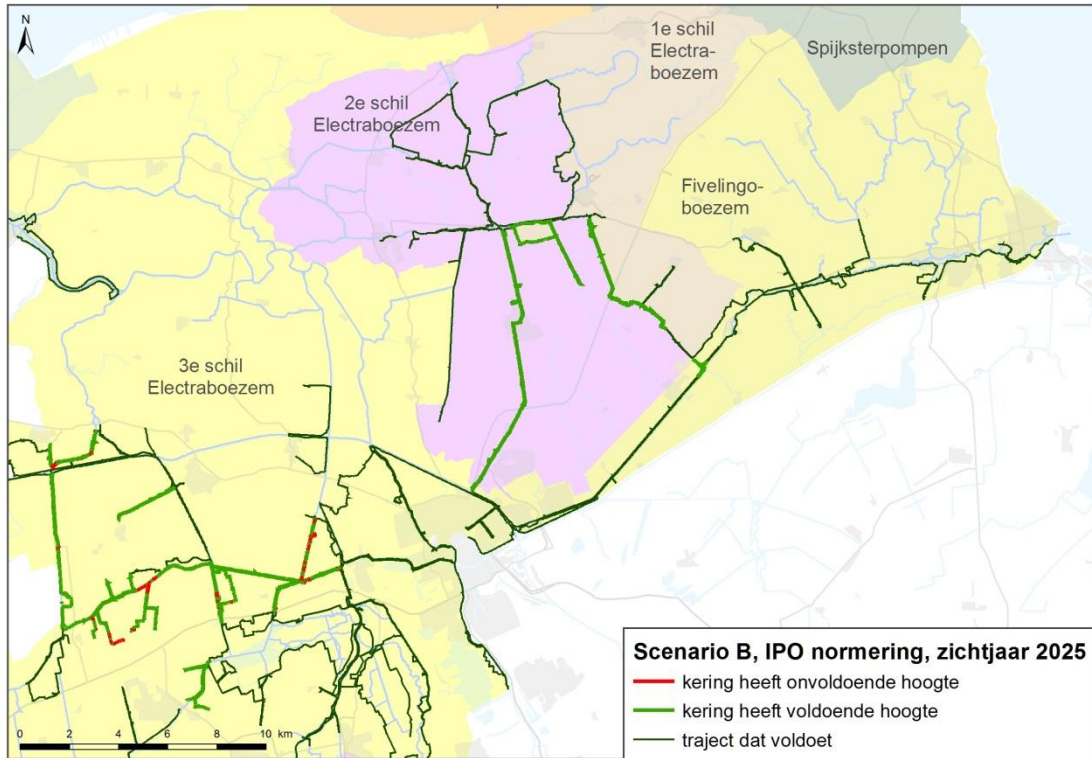 N
1e schil
Electra-
boezem
Spijksterpompen
2e schil
Electraboezem
Fivelingo-
boezem
3e schil
Electraboezem
Scenario B, IPO normering, zichtjaar 2025
kering heeft onvoldoende hoogte
kering heeft voldoende hoogte
traject dat voldoet
0 2 4 6 8 10 km